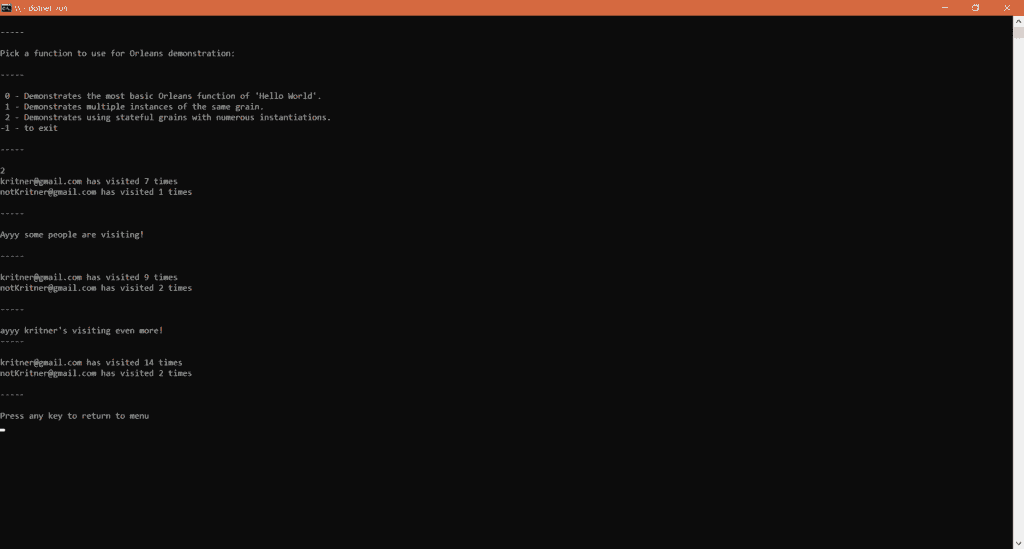 - dotnet run
-----
Pick a function to use for Orleans demonstration:
-----
0 - Demonstrates the most basic Orleans function of 'Hello World'.
1 - Demonstrates multiple instances of the same grain.
2 - Demonstrates using stateful grains with numerous instantiations.
-1 - to exit
-----
2
kritner@gmail.com has visited 7 times
notKritner@gmail.com has visited 1 times
-----
Ayyy some people are visiting!
-----
kritner@gmail.com has visited 9 times
notKritner@gmail.com has visited 2 times
-----
ayyy kritner's visiting even more!
-----
kritner@gmail.com has visited 14 times
notKritner@gmail.com has visited 2 times
-----
Press any key to return to menu